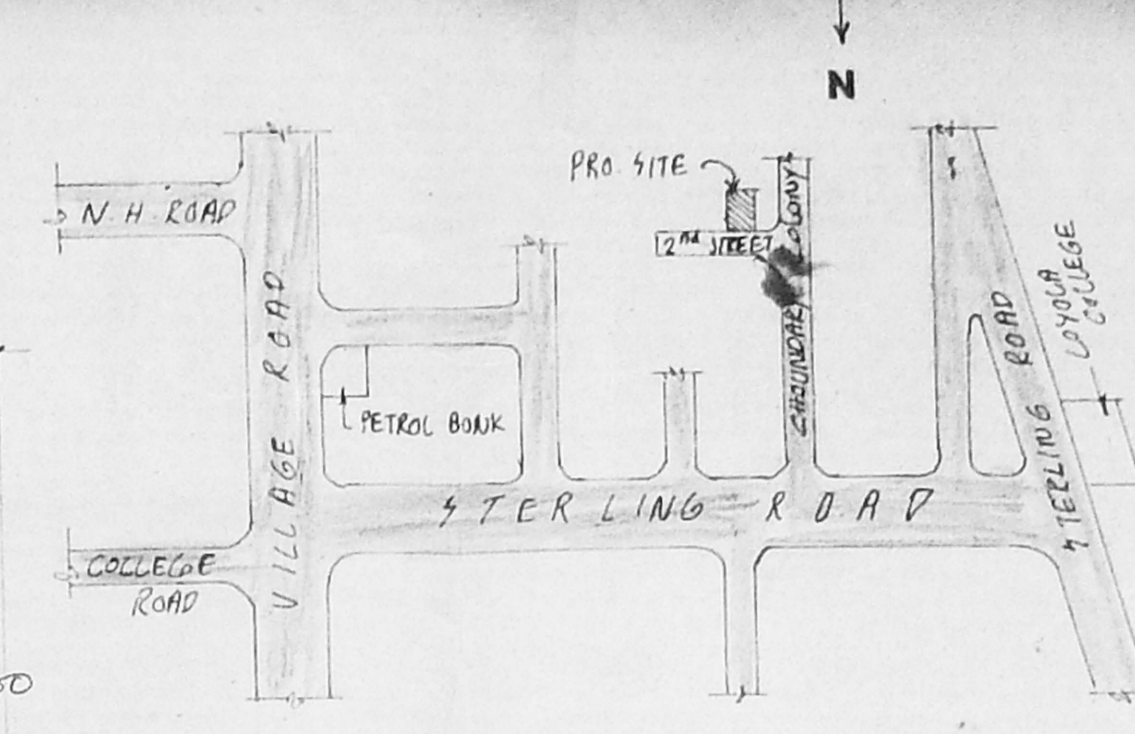 N
PRO. SITE
N.H. ROAD
2nd STREET
CHOUNDARY COLONY
VILLAGE ROAD
LOYOLA
COLLEGE
STERLING ROAD
PETROL BONK
STERLING ROAD
COLLEGE
ROAD